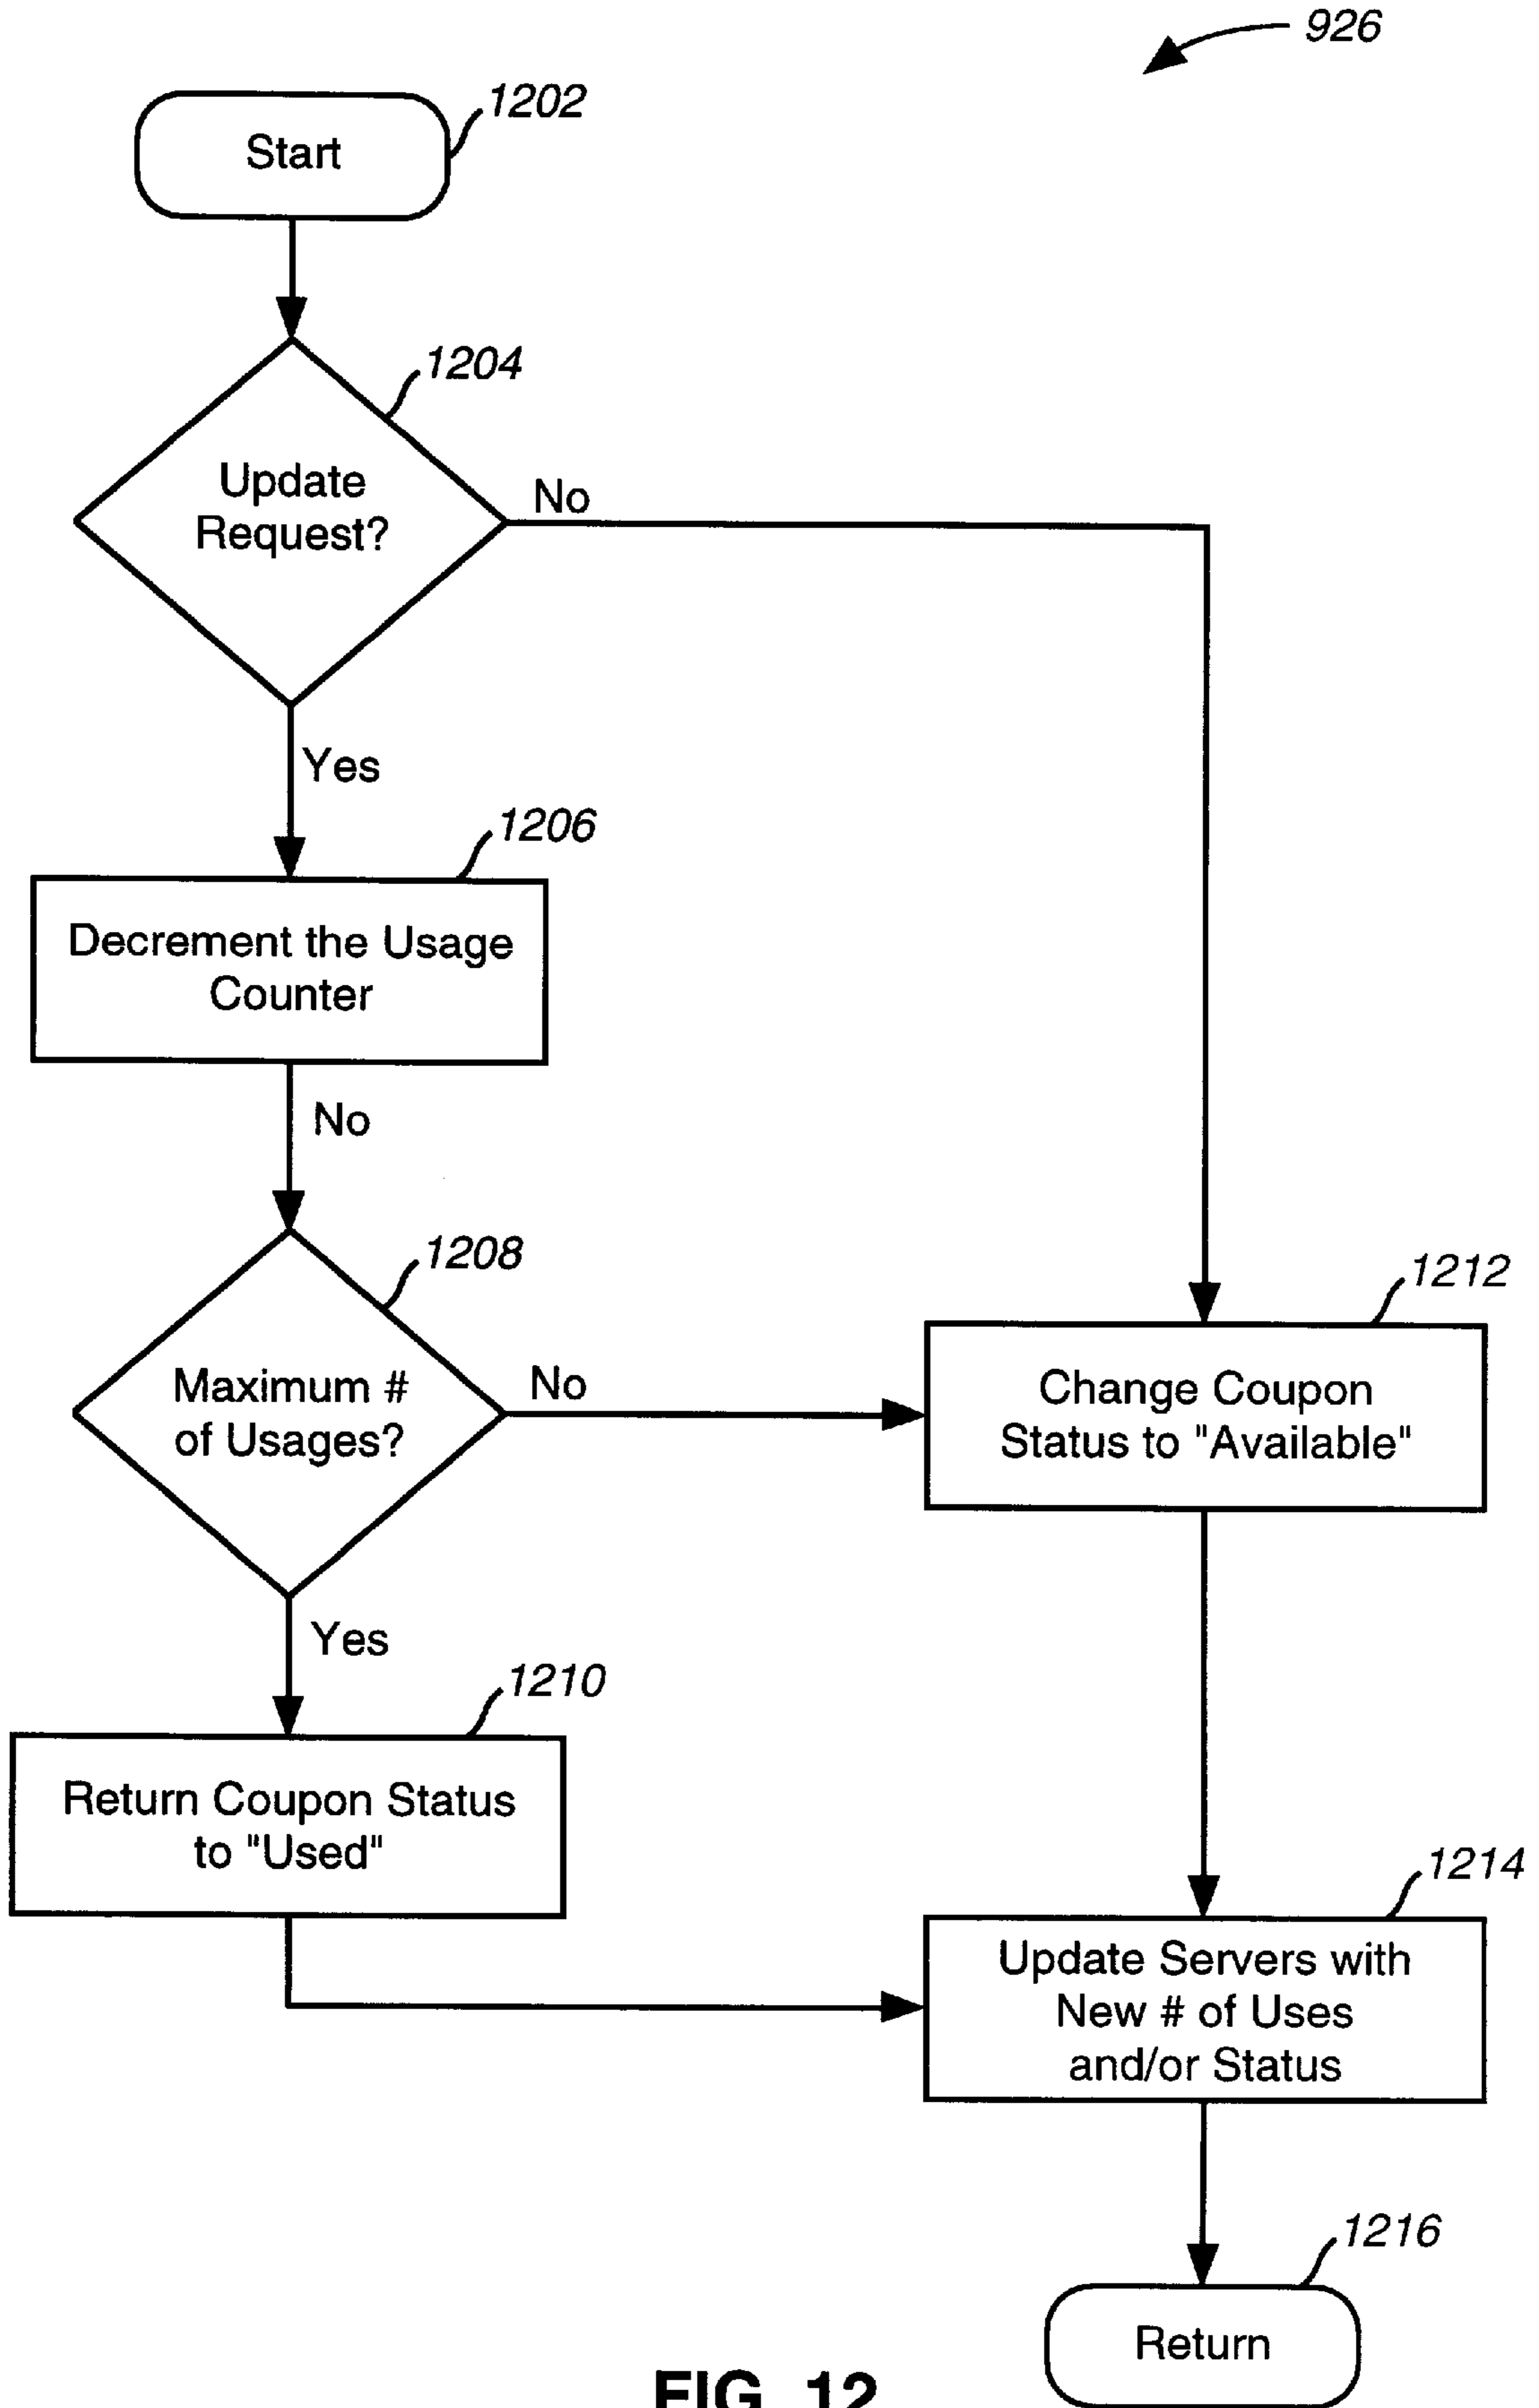 926
1202
Start
1204
Update
Request?
No
Yes
1206
Decrement the Usage
Counter
No
1208
Maximum #
of Usages?
No
1212
Change Coupon
Status to "Available"
Yes
1210
Return Coupon Status
to "Used"
1214
Update Servers with
New # of Uses
and/or Status
1216
Return
FIG. 12